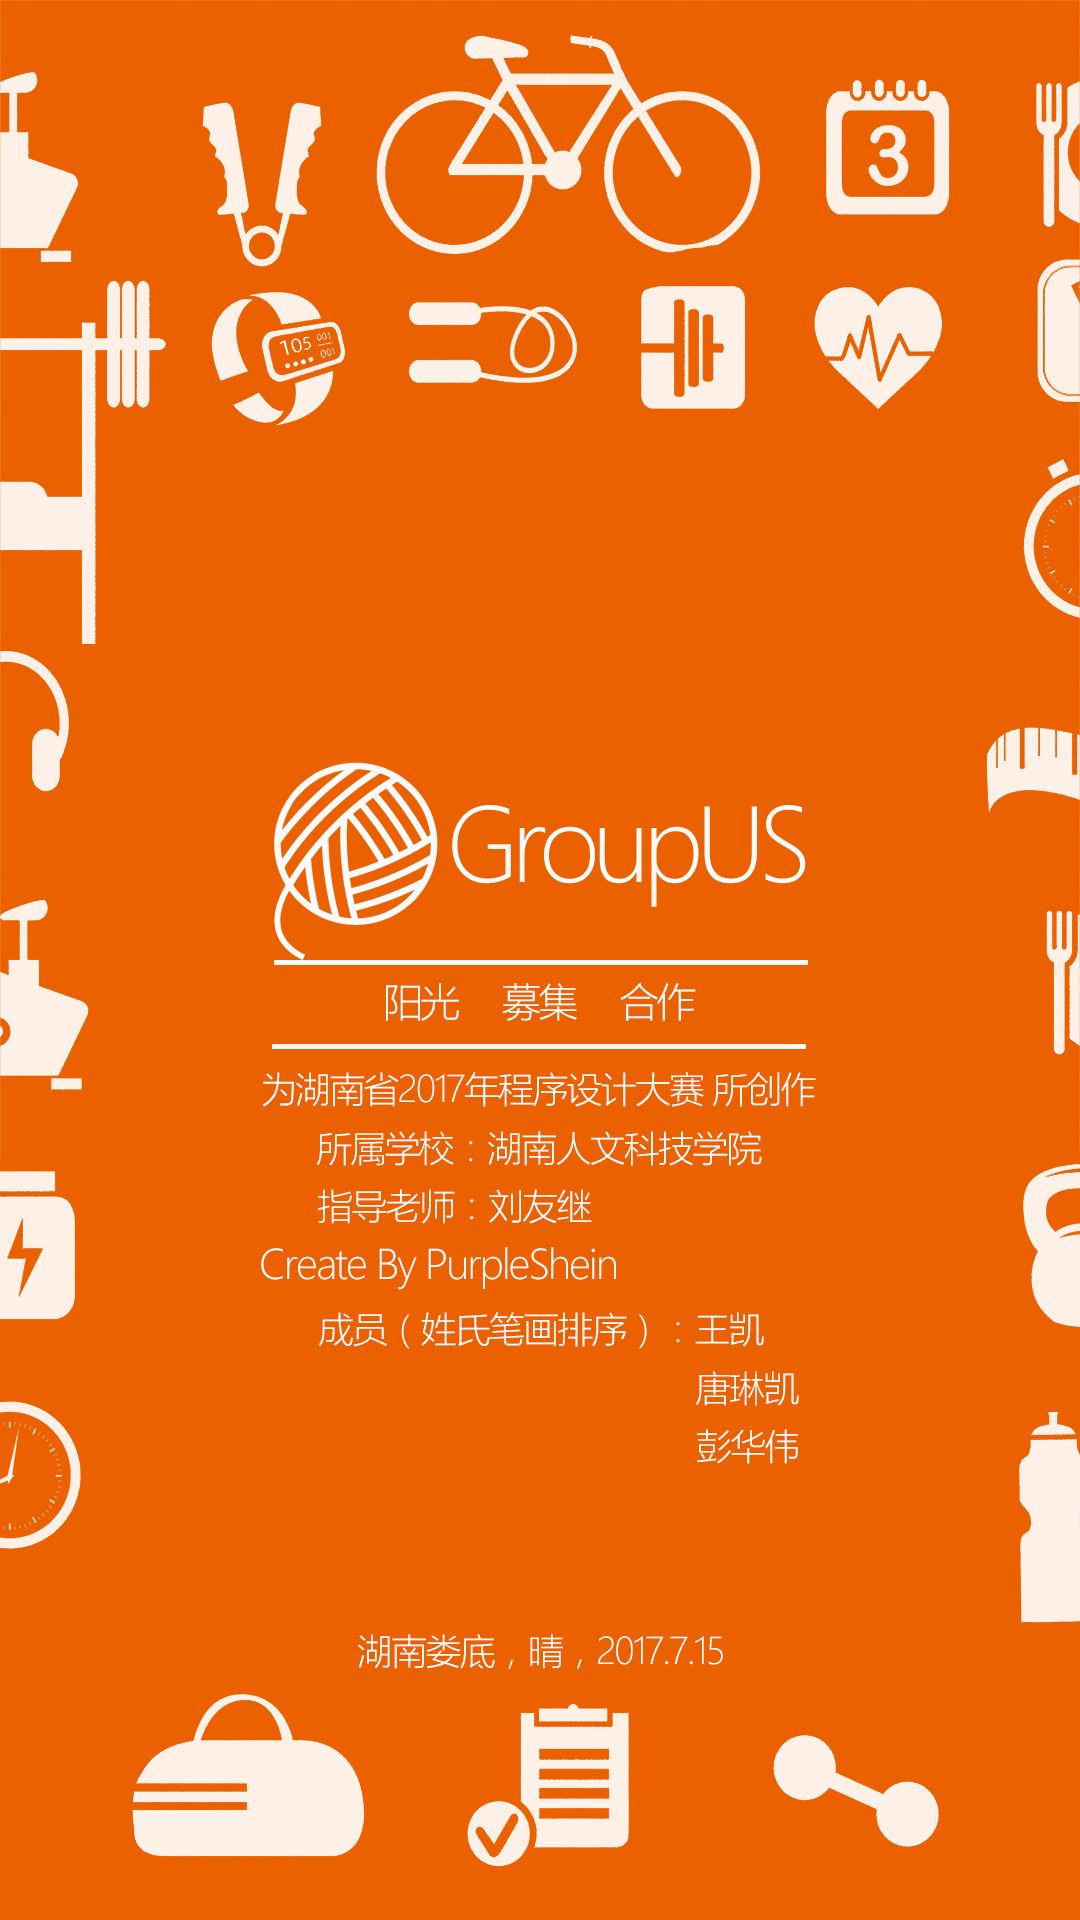 3
105 001
001
GroupUS
阳光 募集 合作
为湖南省2017年程序设计大赛 所创作
所属学校：湖南人文科技学院
指导老师：刘友继
Create By PurpleShein
成员（姓氏笔画排序）：王凯
唐琳凯
彭华伟
湖南娄底，晴，2017.7.15